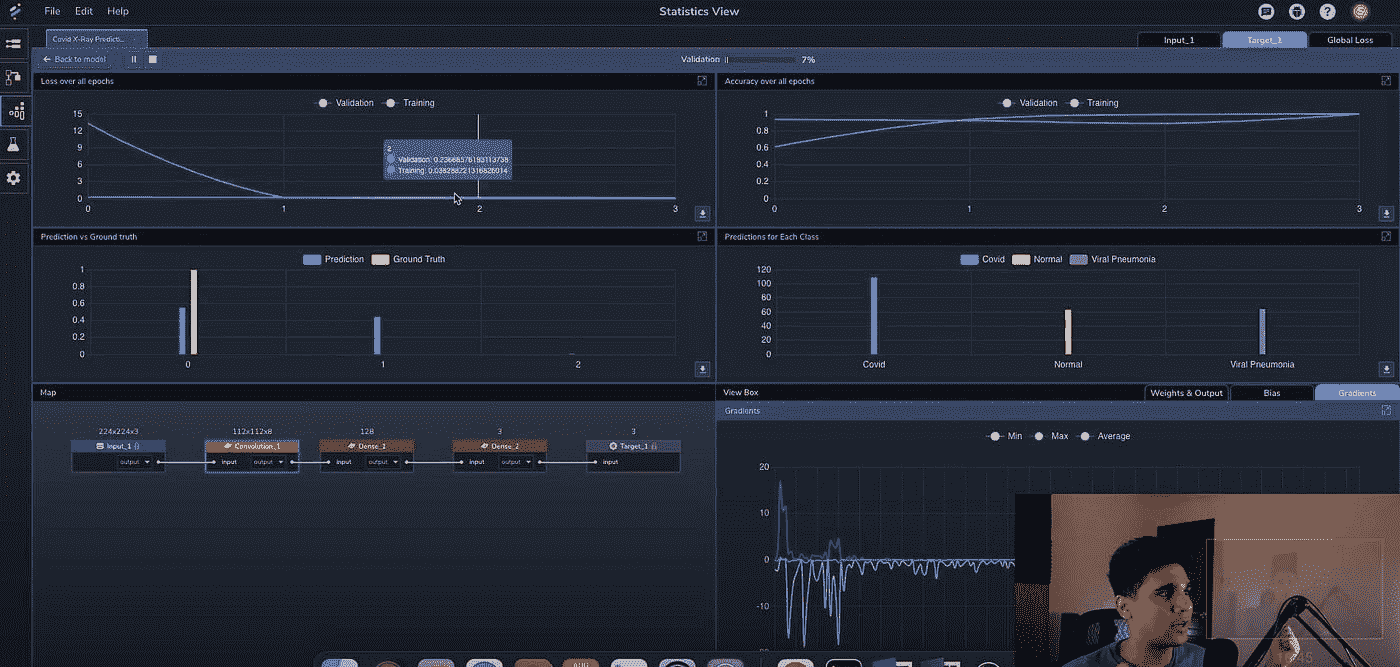 File Edit Help
Statistics View
Covid X-Ray Predicti...
Input_1 Target_1 Global Loss
Back to model
Validation 7%
Loss over all epochs
Validation Training
15
12
9
6
3
0
0 1 2 3
2
Validation: 0.23668576193113738
Training: 0.038288221316826014
Accuracy over all epochs
Validation Training
1
0.8
0.6
0.4
0.2
0
0 1 2 3
Prediction vs Ground truth
Prediction Ground Truth
1
0.8
0.6
0.4
0.2
0
0 1 2
Predictions for Each Class
Covid Normal Viral Pneumonia
120
100
80
60
40
20
0
Covid Normal Viral Pneumonia
Map
224x224x3 112x112x8 128 3 3
Input_1 Convolution_1 Dense_1 Dense_2 Target_1
output input output input output input output input
View Box
Weights & Output Bias Gradients
Gradients
Min Max Average
20
10
0
-10